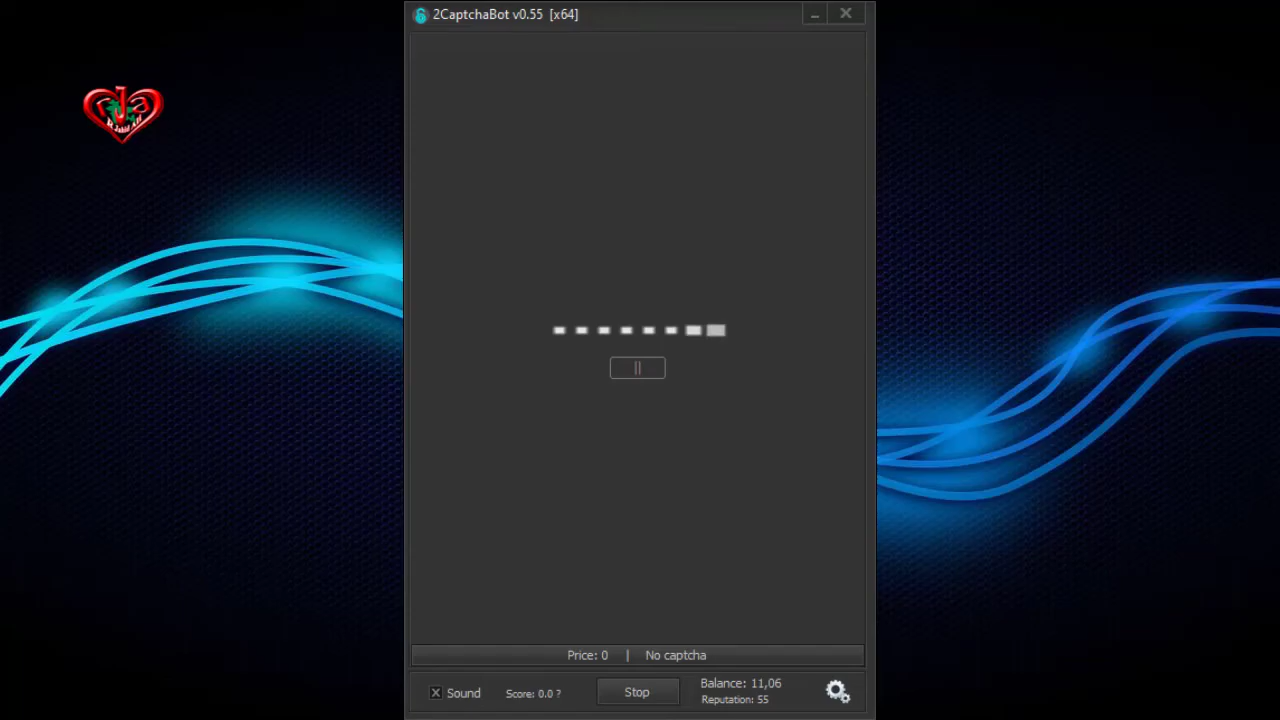 2CaptchaBot v0.55 [x64]
Price: 0 | No captcha
Sound
Score: 0.0 ?
Stop
Balance: 11,06
Reputation: 55